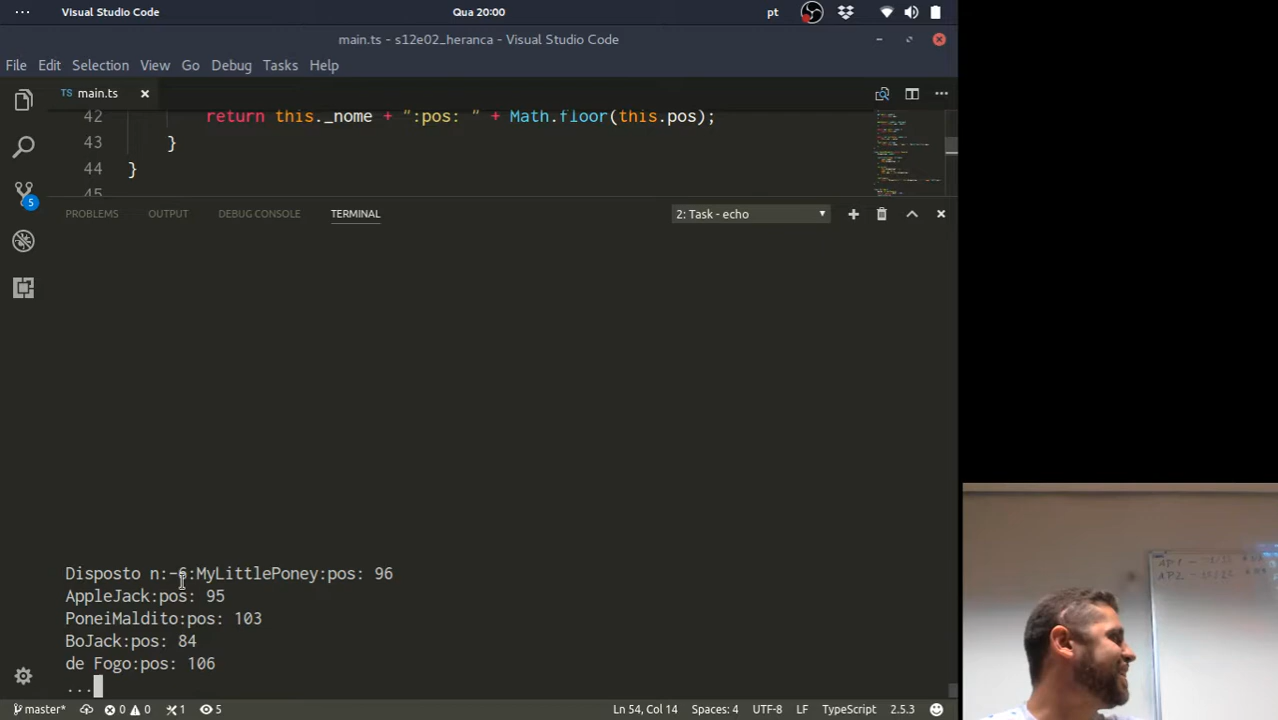 Visual Studio Code
Qua 20:00
pt
main.ts - s12e02_heranca - Visual Studio Code
File Edit Selection View Go Debug Tasks Help
TS main.ts
42 return this._nome + ":pos: " + Math.floor(this.pos);
43 }
44 }
45
5
PROBLEMS OUTPUT DEBUG CONSOLE TERMINAL
2: Task - echo
Disposto n:-6:MyLittlePoney:pos: 96
AppleJack:pos: 95
PoneiMaldito:pos: 103
BoJack:pos: 84
de Fogo:pos: 106
...
master* 0 0 1 5 Ln 54, Col 14 Spaces: 4 UTF-8 LF TypeScript 2.5.3